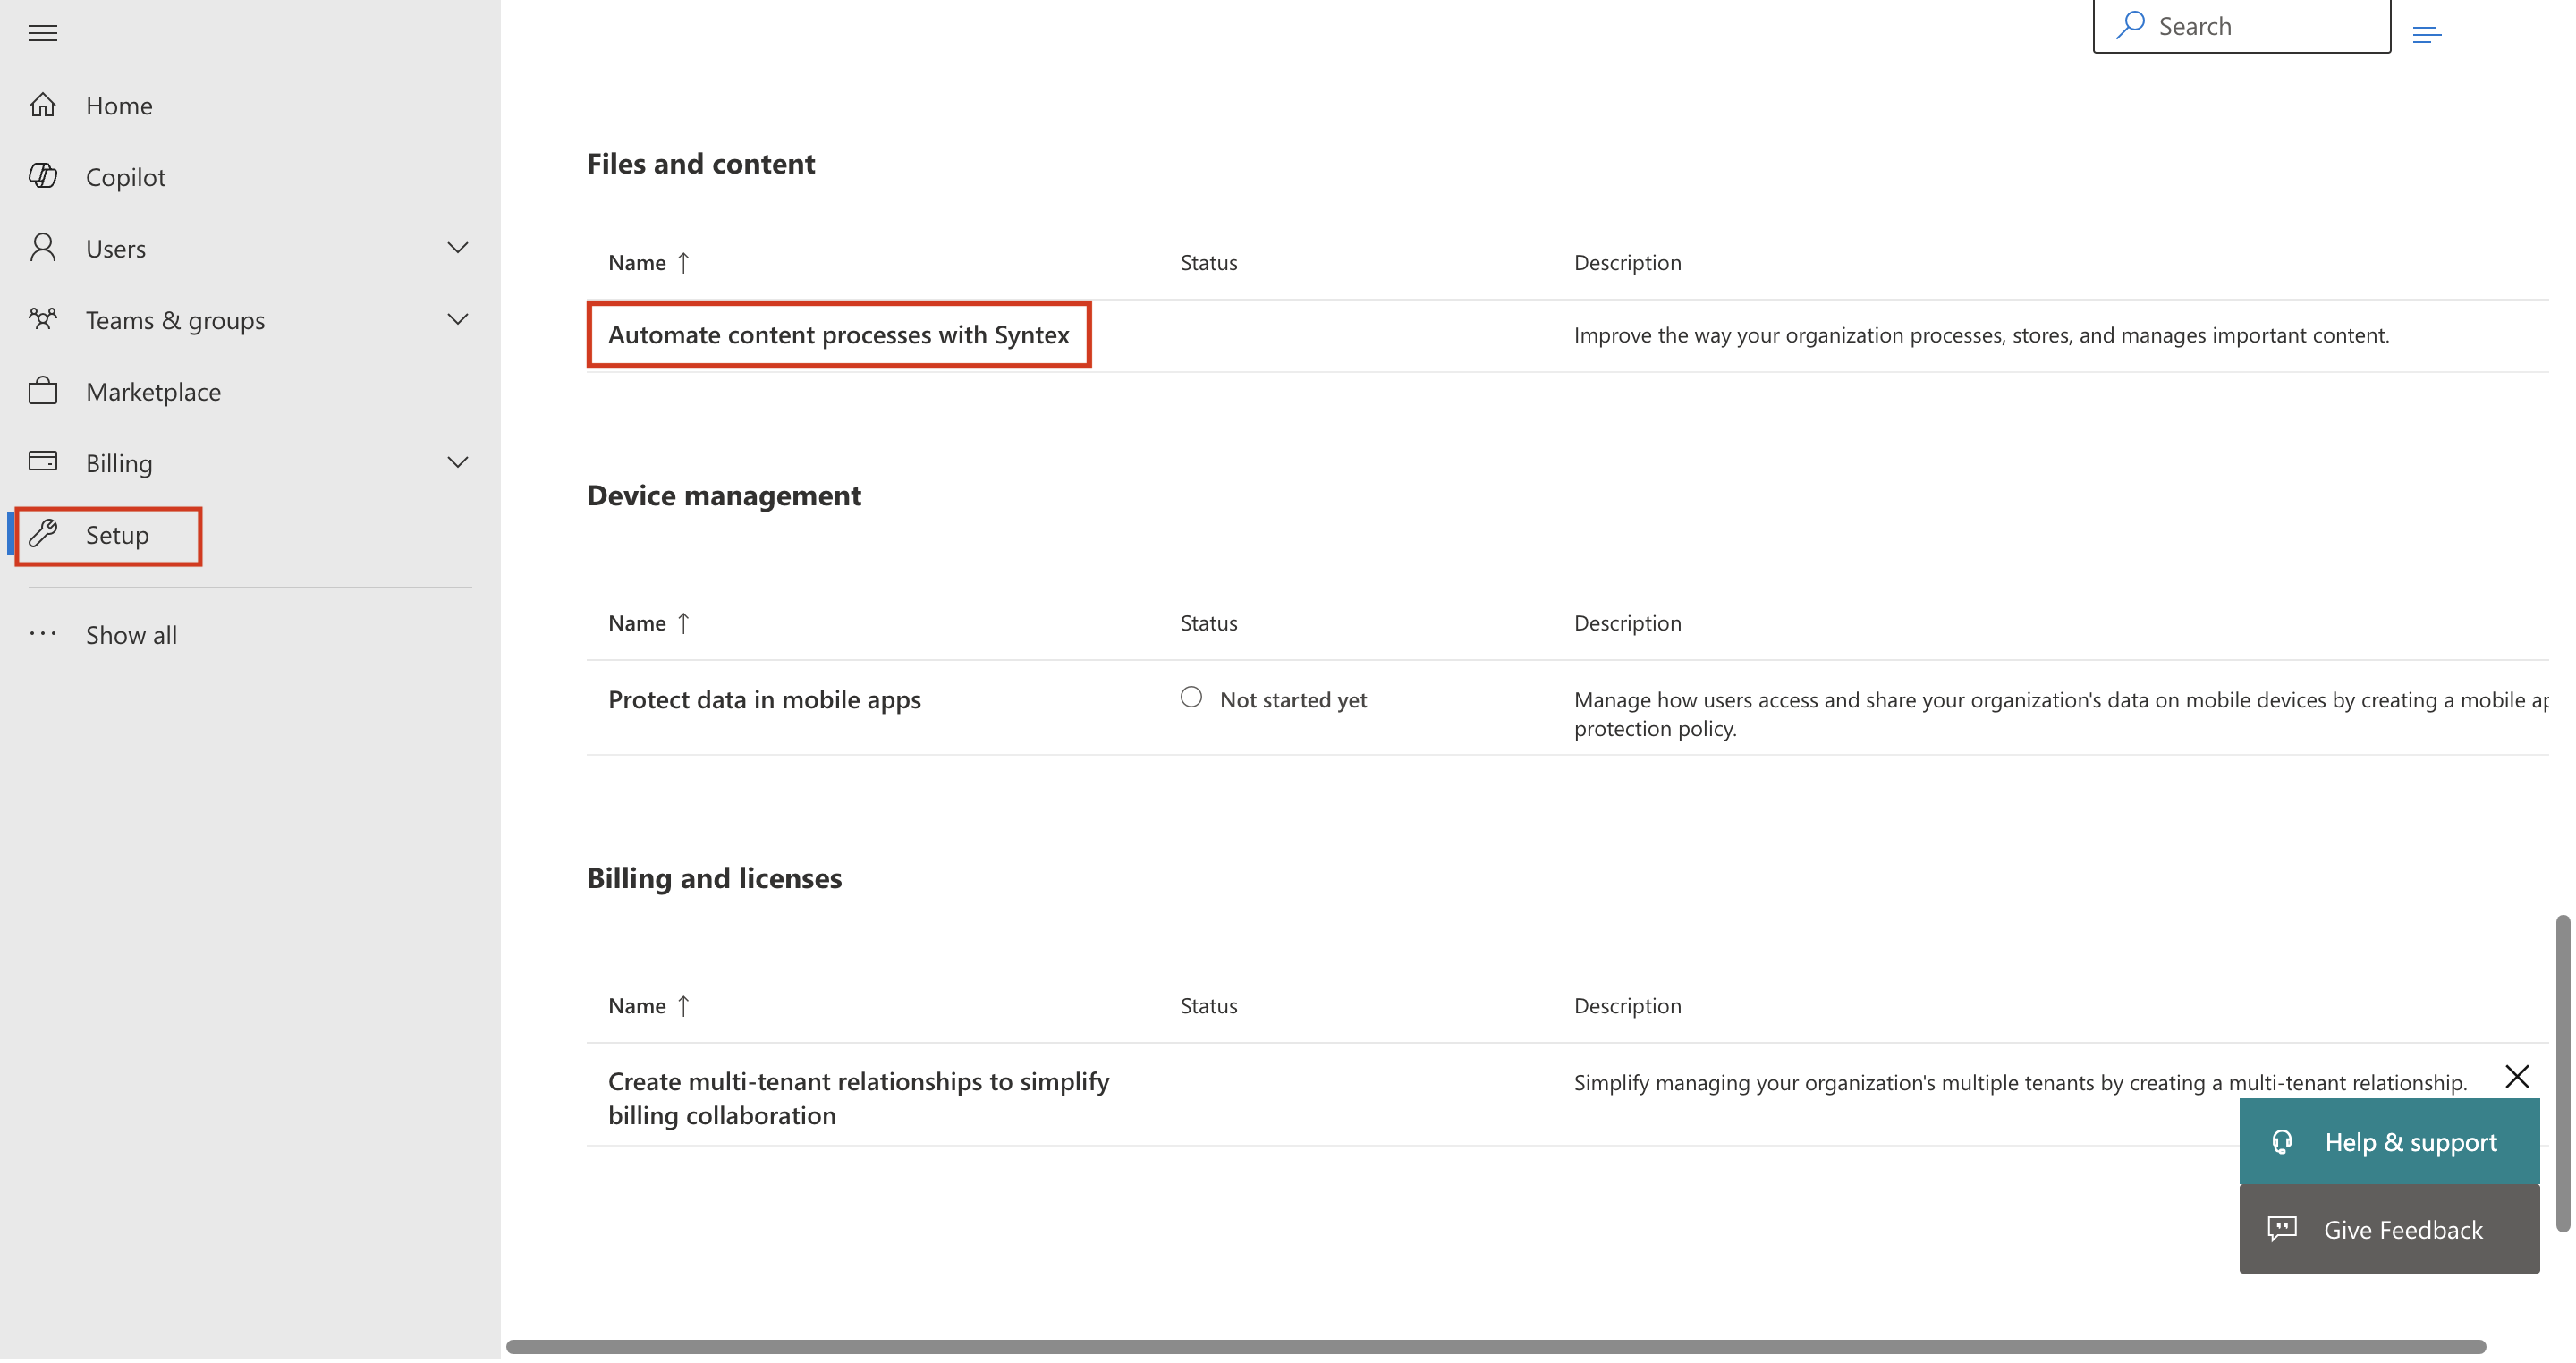 Home
Copilot
Users
Teams & groups
Marketplace
Billing
Setup
Show all
Search
Files and content
Name ↑ Status Description
Automate content processes with Syntex Improve the way your organization processes, stores, and manages important content.
Device management
Name ↑ Status Description
Protect data in mobile apps Not started yet Manage how users access and share your organization's data on mobile devices by creating a mobile ap
protection policy.
Billing and licenses
Name ↑ Status Description
Create multi-tenant relationships to simplify Simplify managing your organization's multiple tenants by creating a multi-tenant relationship.
billing collaboration
Help & support
Give Feedback